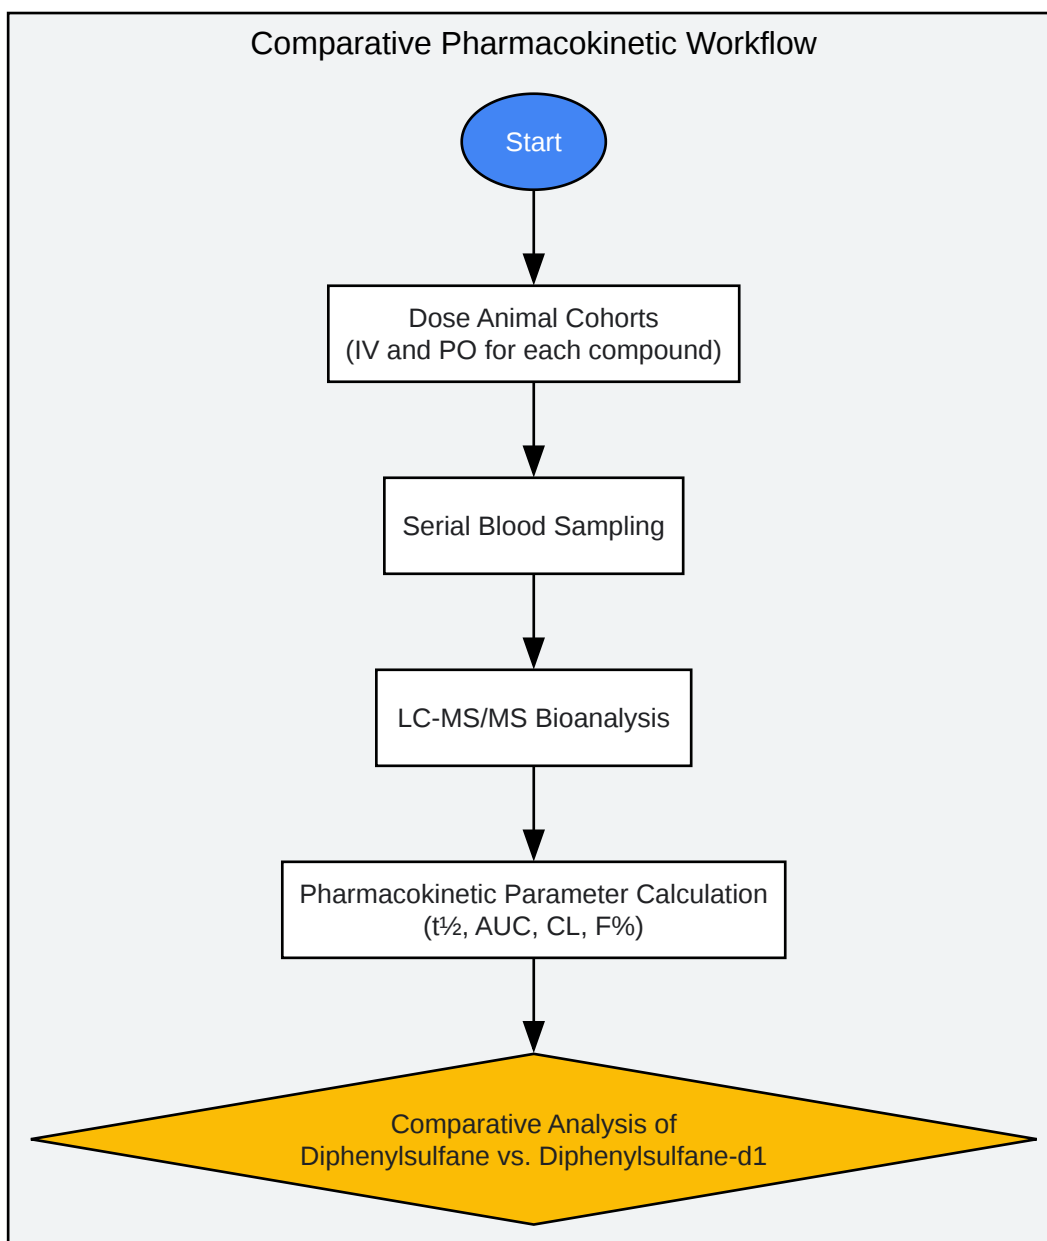 Comparative Pharmacokinetic Workflow
Start
Dose Animal Cohorts
(IV and PO for each compound)
Serial Blood Sampling
LC-MS/MS Bioanalysis
Pharmacokinetic Parameter Calculation
(t½, AUC, CL, F%)
Comparative Analysis of
Diphenylsulfane vs. Diphenylsulfane-d1